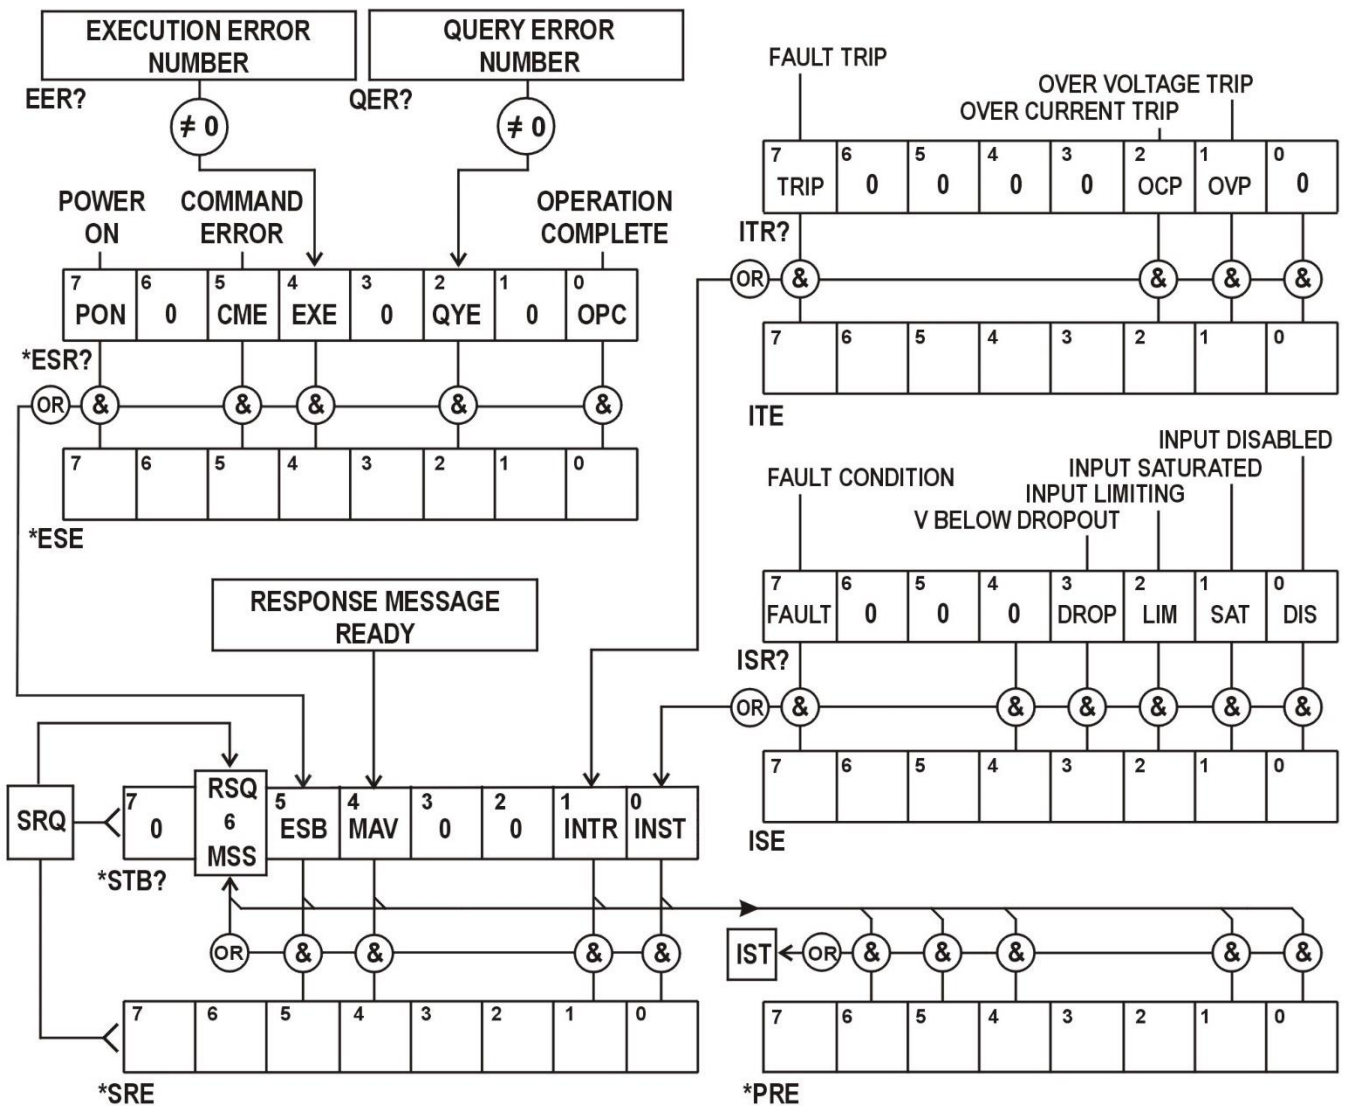 EXECUTION ERROR
NUMBER
QUERY ERROR
NUMBER
EER?
QER?
≠ 0
≠ 0
POWER
ON
COMMAND
ERROR
OPERATION
COMPLETE
7 6 5 4 3 2 1 0
PON 0 CME EXE 0 QYE 0 OPC
*ESR?
OR & & & & &
7 6 5 4 3 2 1 0
*ESE
FAULT TRIP
OVER VOLTAGE TRIP
OVER CURRENT TRIP
7 6 5 4 3 2 1 0
TRIP 0 0 0 0 OCP OVP 0
ITR?
OR & & & &
7 6 5 4 3 2 1 0
ITE
INPUT DISABLED
INPUT SATURATED
FAULT CONDITION
INPUT LIMITING
V BELOW DROPOUT
7 6 5 4 3 2 1 0
FAULT 0 0 0 DROP LIM SAT DIS
ISR?
OR & & & & & &
7 6 5 4 3 2 1 0
ISE
RESPONSE MESSAGE
READY
SRQ
RSQ
7 6 5 4 3 2 1 0
0 ESB MAV 0 0 INTR INST
MSS
*STB?
OR & & & &
7 6 5 4 3 2 1 0
*SRE
IST OR & & & & &
7 6 5 4 3 2 1 0
*PRE